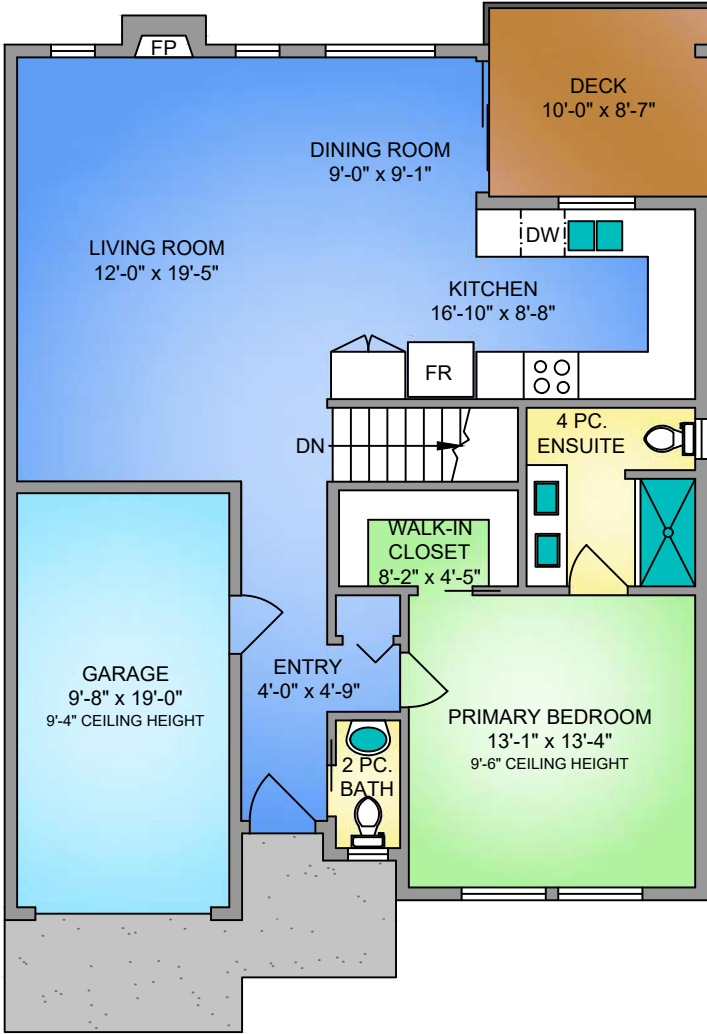 FP
DECK
10'-0" x 8'-7"
DINING ROOM
9'-0" x 9'-1"
DW
LIVING ROOM
12'-0" x 19'-5"
KITCHEN
16'-10" x 8'-8"
FR
4 PC.
ENSUITE
DN
WALK-IN
CLOSET
8'-2" x 4'-5"
GARAGE
9'-8" x 19'-0"
9'-4" CEILING HEIGHT
ENTRY
4'-0" x 4'-9"
PRIMARY BEDROOM
13'-1" x 13'-4"
9'-6" CEILING HEIGHT
2 PC.
BATH